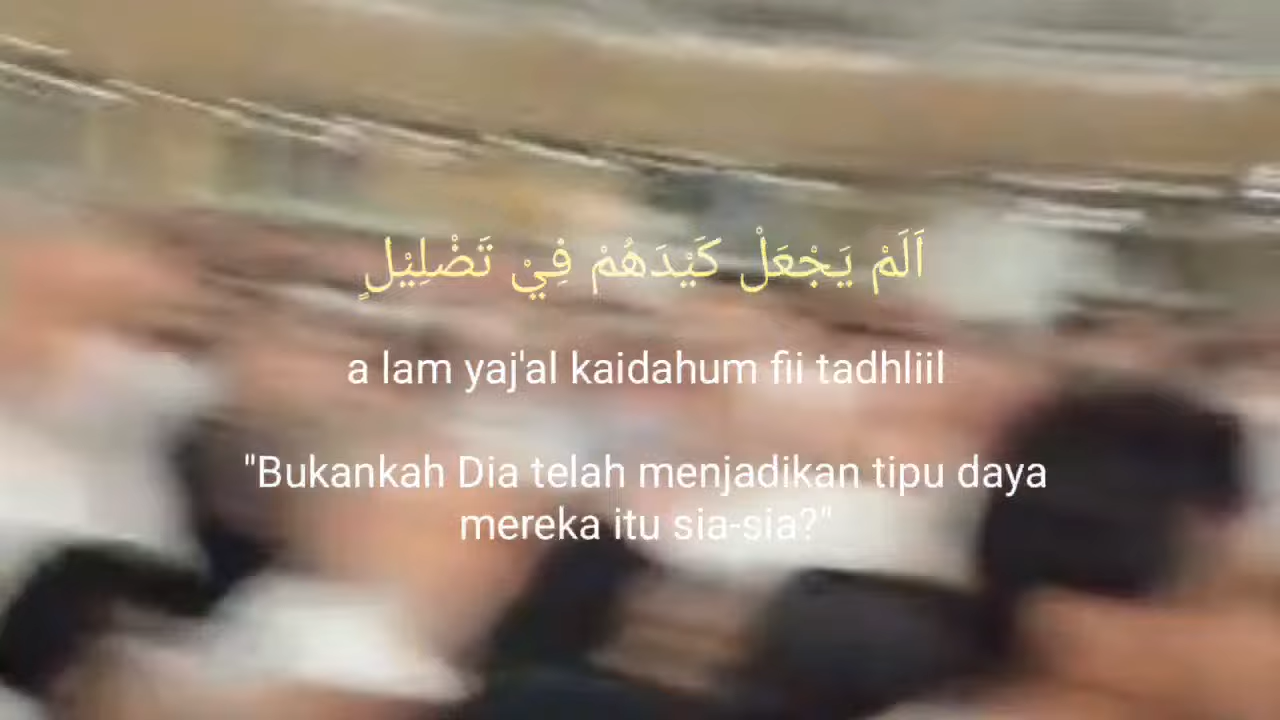 اَلَمْ يَجْعَلْ كَيْدَهُمْ فِيْ تَضْلِيْلٍ
a lam yaj'al kaidahum fii tadhliil
"Bukankah Dia telah menjadikan tipu daya
mereka itu sia-sia?"